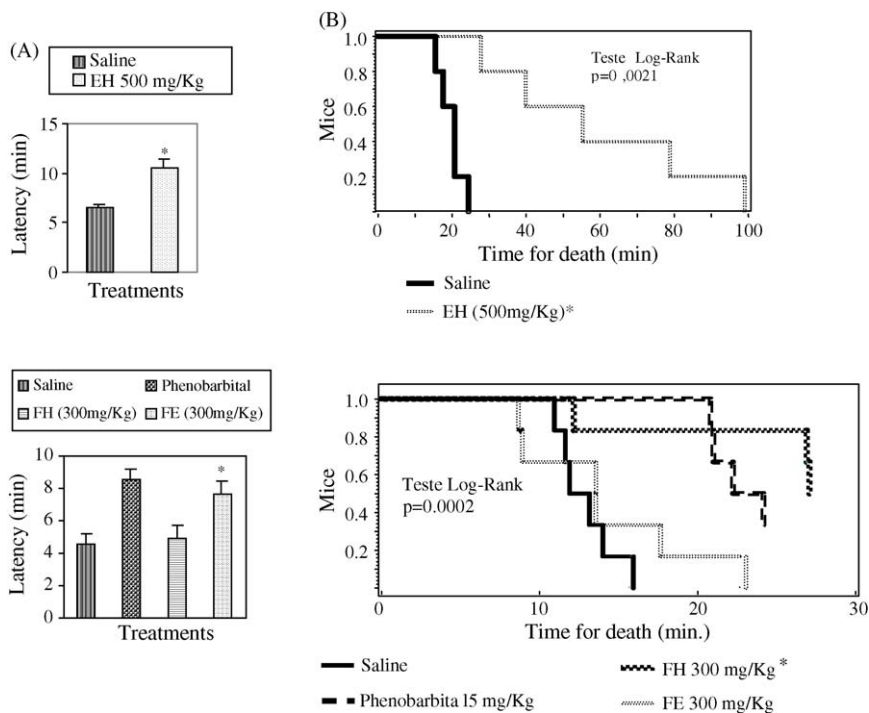 (A)
Saline
EH 500 mg/Kg
Latency (min)
15
10
5
0
*
Treatments
(B)
Mice
1.0
0.8
0.6
0.4
0.2
Teste Log-Rank
p=0 ,0021
0 20 40 60 80 100
Time for death (min)
Saline
EH (500mg/Kg)*
Saline Phenobarbital
FH (300mg/Kg) FE (300mg/Kg)
Latency (min)
10
8
6
4
2
0
*
Treatments
Mice
1.0
0.8
0.6
0.4
0.2
Teste Log-Rank
p=0.0002
0 10 20 30
Time for death (min.)
Saline FH 300 mg/Kg*
Phenobarbita 15 mg/Kg FE 300 mg/Kg